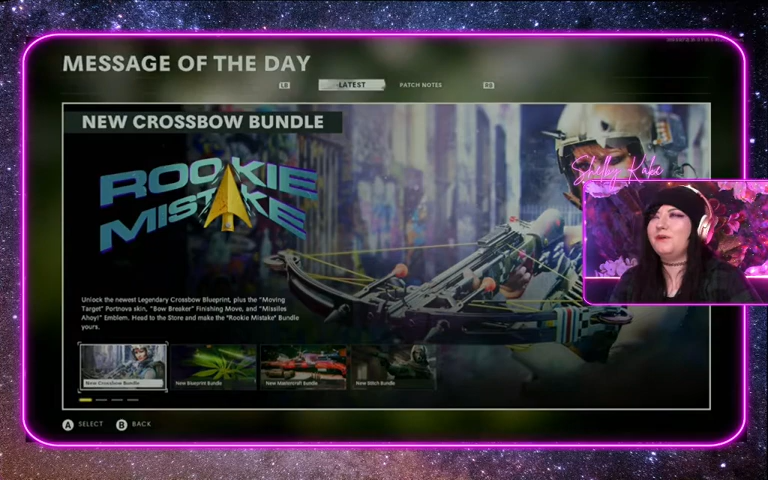 MESSAGE OF THE DAY
LB
LATEST
PATCH NOTES
RB
NEW CROSSBOW BUNDLE
ROOKIE
MISTAKE
Shelby Kake
Unlock the newest Legendary Crossbow Blueprint, plus the "Moving
Target" Portnova skin, "Bow Breaker" Finishing Move, and "Missiles
Ahoy!" Emblem. Head to the Store and make the "Rookie Mistake" Bundle
yours.
New Crossbow Bundle
New Blueprint Bundle
New Mastercraft Bundle
New Stitch Bundle
A SELECT
B BACK